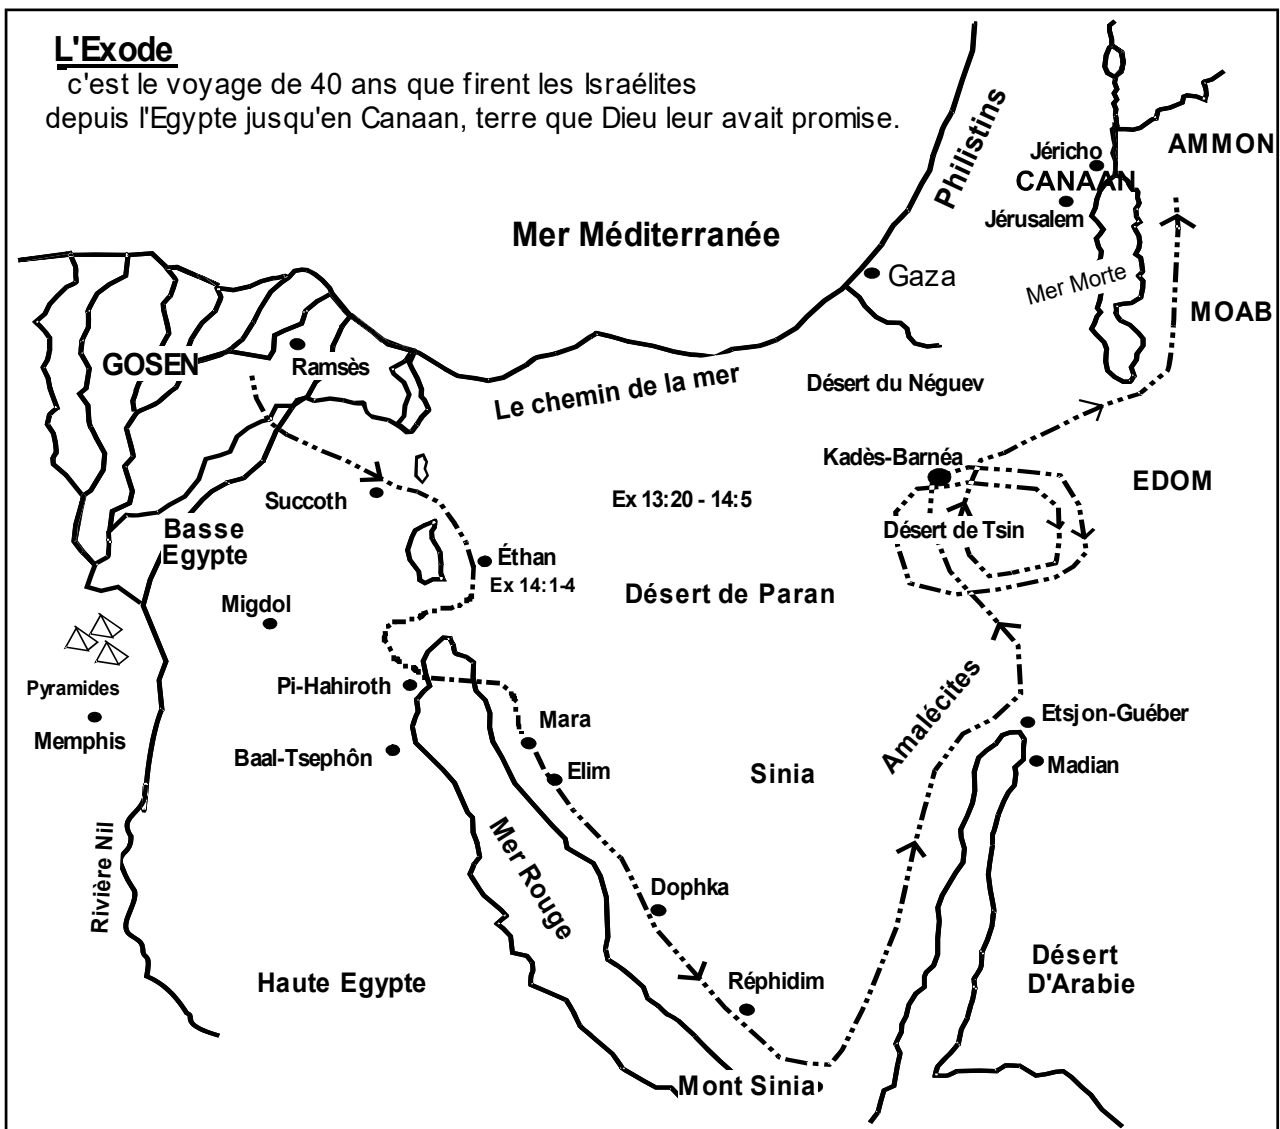 L'Exode
c'est le voyage de 40 ans que firent les Israélites
depuis l'Egypte jusqu'en Canaan, terre que Dieu leur avait promise.
Philistins
AMMON
Jéricho
CANAAN
Jérusalem
Mer Méditerranée
Gaza
Mer Morte
MOAB
GOSEN
Ramsès
Le chemin de la mer
Désert du Néguev
Kadès-Barnéa
EDOM
Succoth
Ex 13:20 - 14:5
Basse
Egypte
Désert de Tsin
Éthan
Ex 14:1-4
Désert de Paran
Migdol
Pyramides
Memphis
Pi-Hahiroth
Mara
Amalécites
Etsjon-Guéber
Baal-Tsephôn
Elim
Sinia
Madian
Rivière Nil
Mer Rouge
Dophka
Haute Egypte
Réphidim
Désert
D'Arabie
Mont Sinia